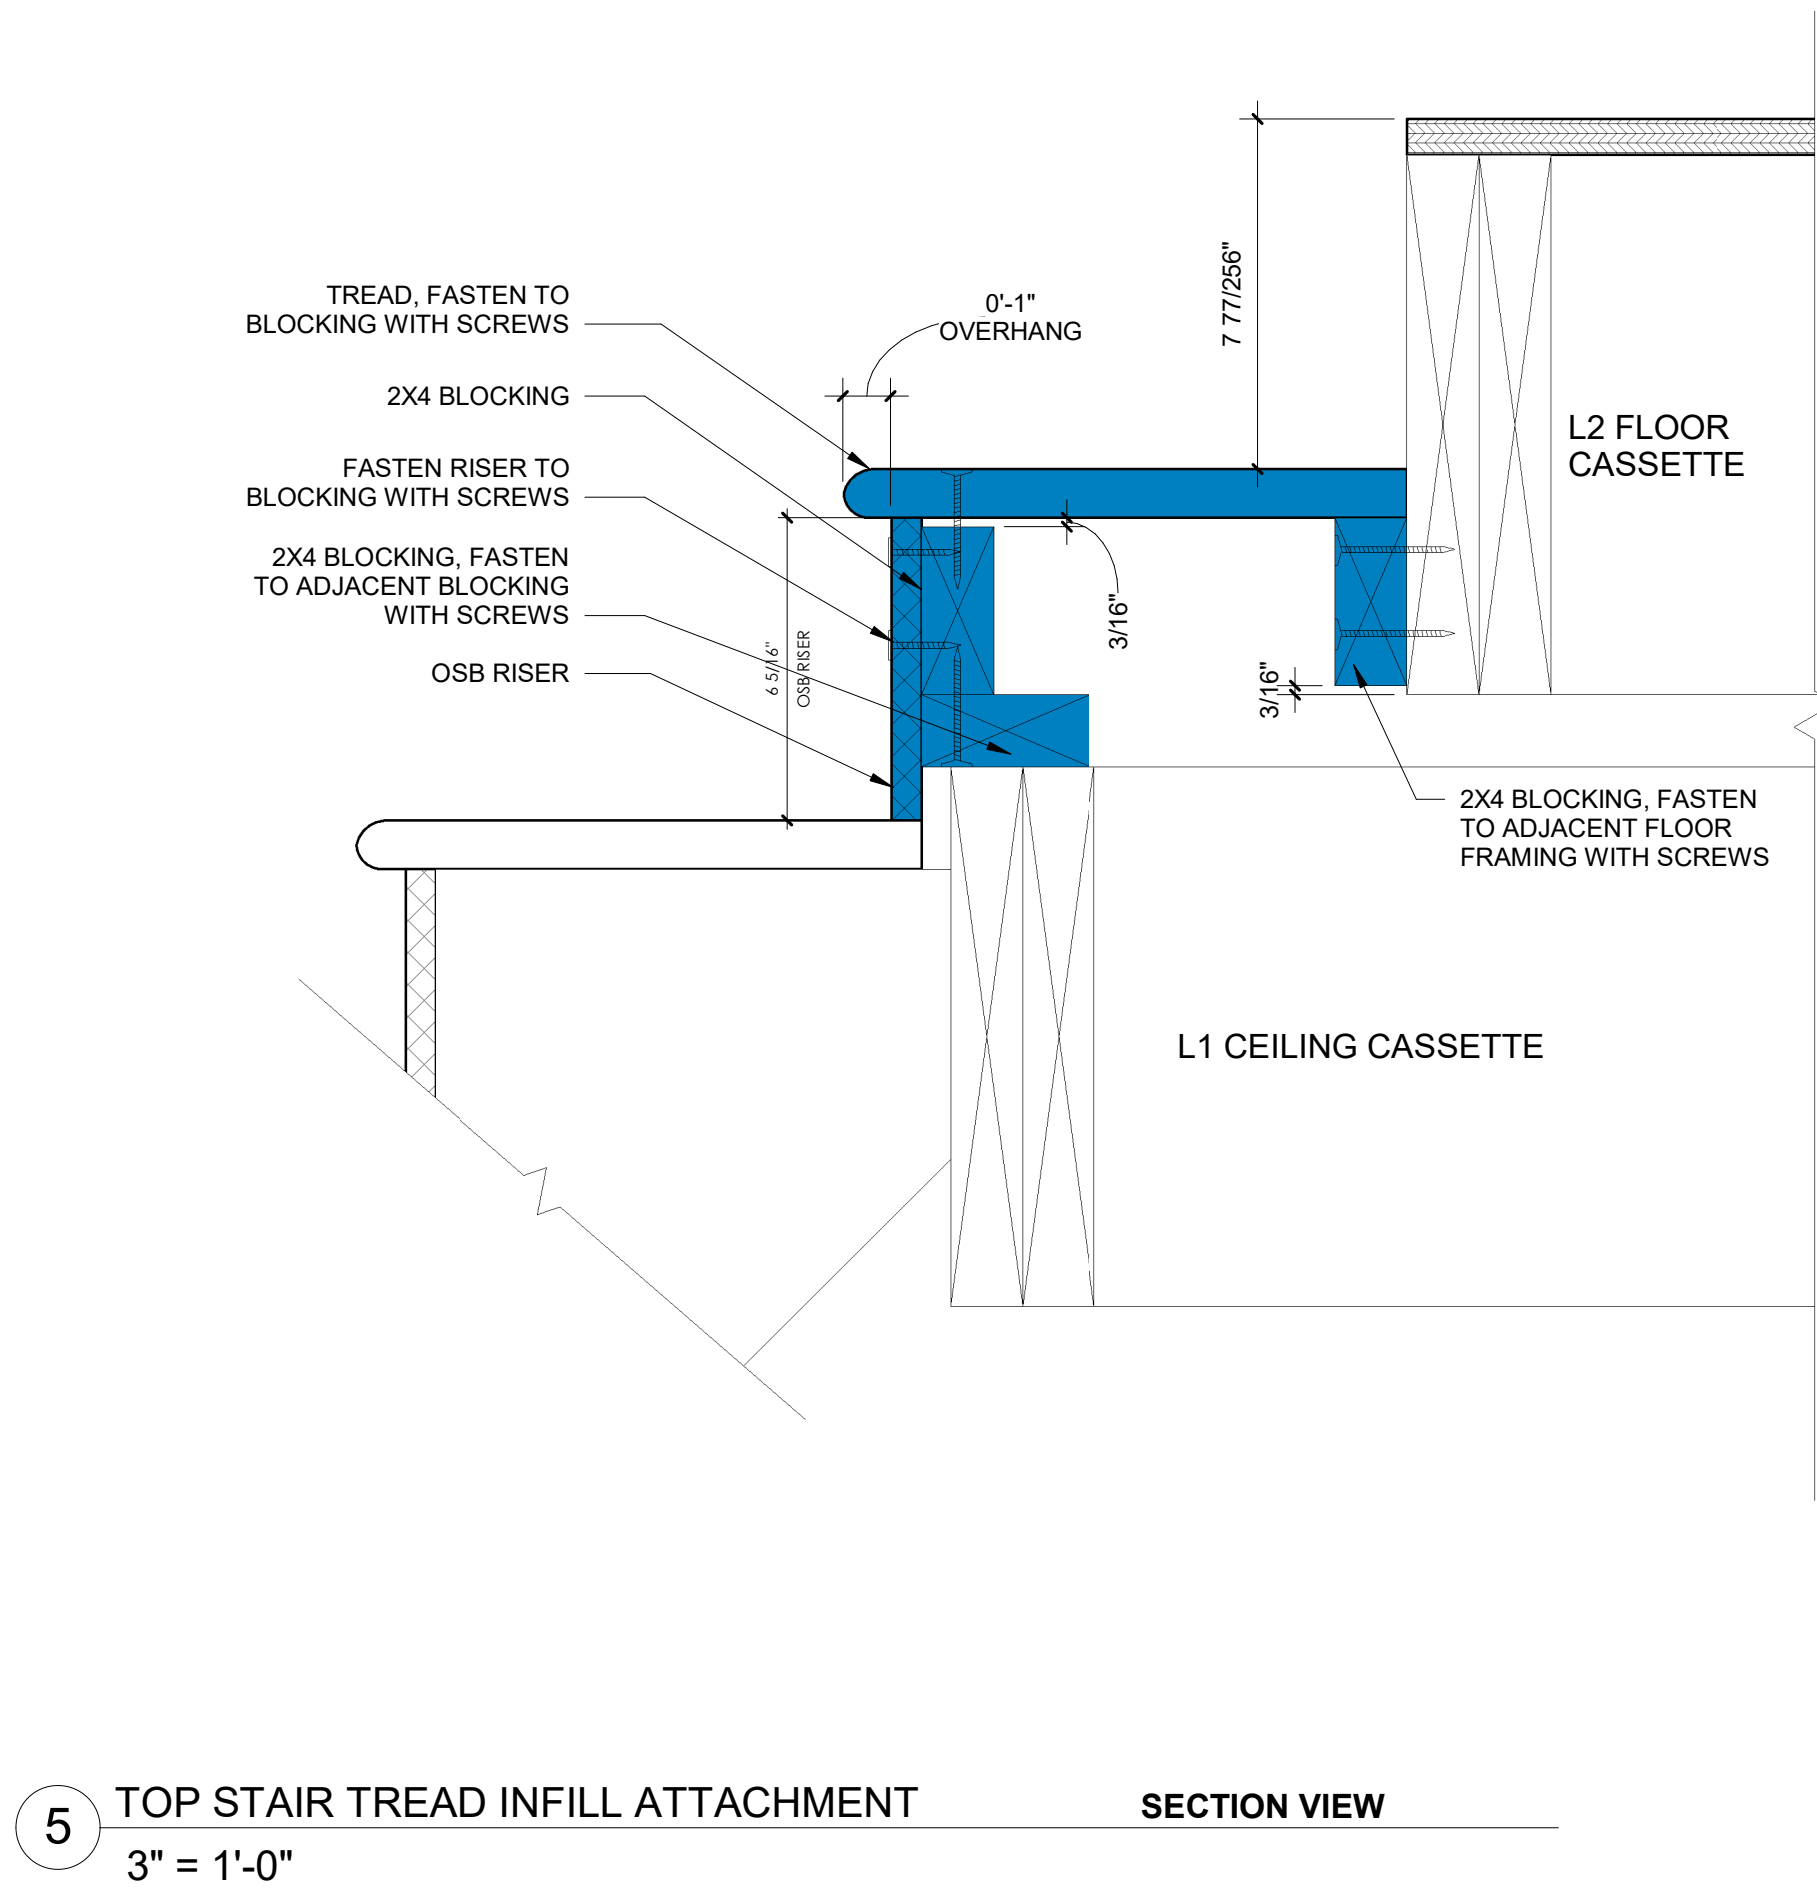 7 77/256"
TREAD, FASTEN TO
BLOCKING WITH SCREWS
0'-1"
OVERHANG
2X4 BLOCKING
L2 FLOOR
CASSETTE
FASTEN RISER TO
BLOCKING WITH SCREWS
2X4 BLOCKING, FASTEN
TO ADJACENT BLOCKING
WITH SCREWS
3/16"
6 5/16"
OSB RISER
OSB RISER
3/16"
2X4 BLOCKING, FASTEN
TO ADJACENT FLOOR
FRAMING WITH SCREWS
L1 CEILING CASSETTE
5
TOP STAIR TREAD INFILL ATTACHMENT
SECTION VIEW
3" = 1'-0"